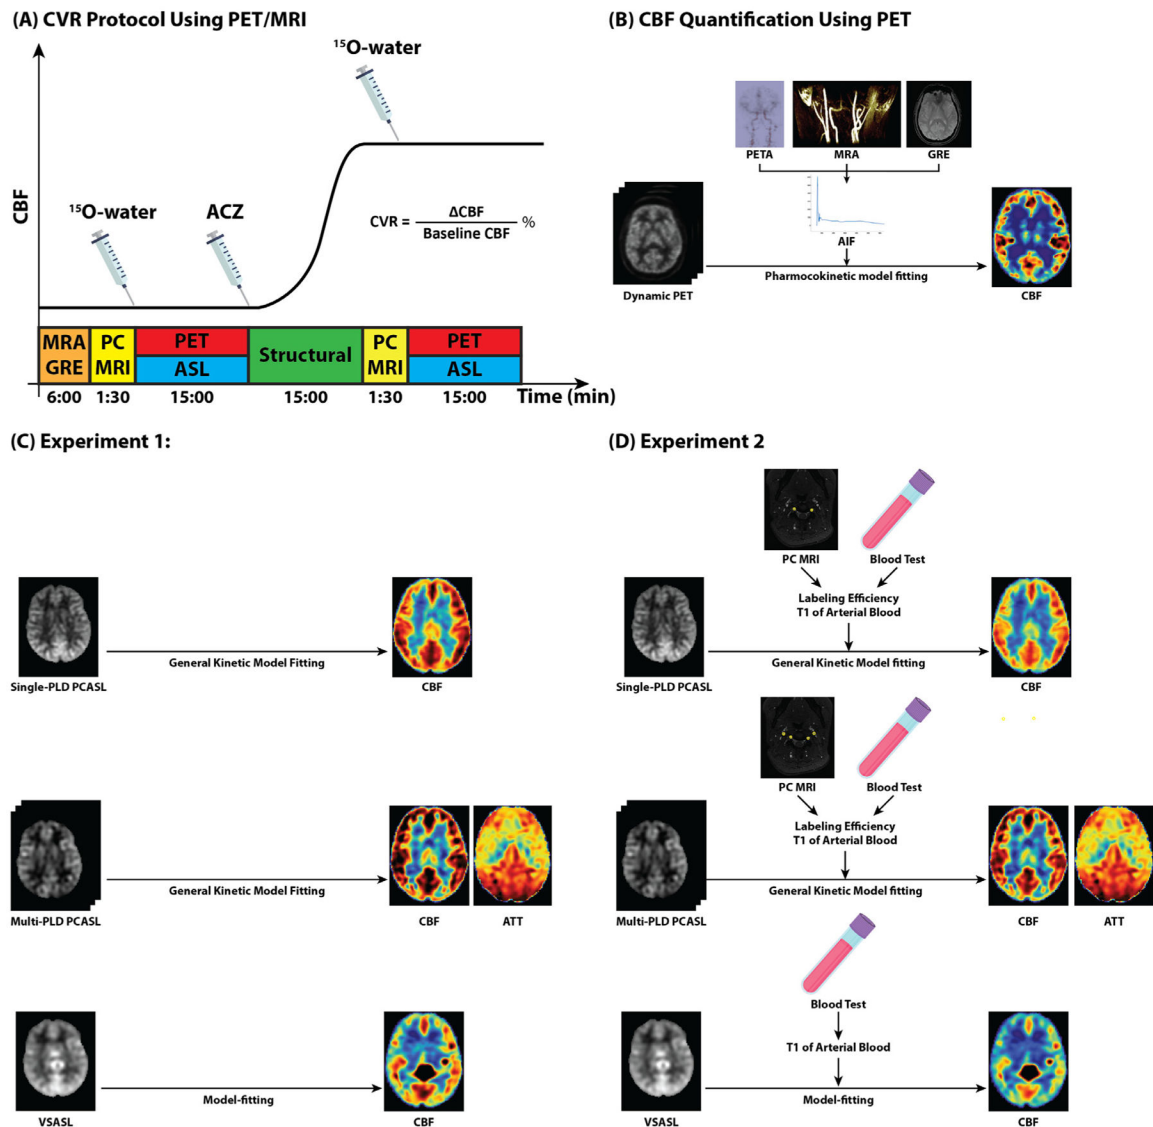 (A) CVR Protocol Using PET/MRI
CBF
¹⁵O-water
ACZ
¹⁵O-water
CVR = ΔCBF / Baseline CBF %
MRA
GRE
PC
MRI
PET
ASL
Structural
PC
MRI
PET
ASL
6:00 1:30 15:00 15:00 1:30 15:00 Time (min)
(B) CBF Quantification Using PET
PETA MRA GRE
AIF
Pharmocokinetic model fitting
Dynamic PET
CBF
(C) Experiment 1:
General Kinetic Model Fitting
Single-PLD PCASL
CBF
General Kinetic Model Fitting
Multi-PLD PCASL
CBF ATT
Model-fitting
VSASL
CBF
(D) Experiment 2
PC MRI Blood Test
Labeling Efficiency
T1 of Arterial Blood
General Kinetic Model fitting
Single-PLD PCASL
CBF
PC MRI Blood Test
Labeling Efficiency
T1 of Arterial Blood
General Kinetic Model fitting
Multi-PLD PCASL
CBF ATT
Blood Test
T1 of Arterial Blood
Model-fitting
VSASL
CBF